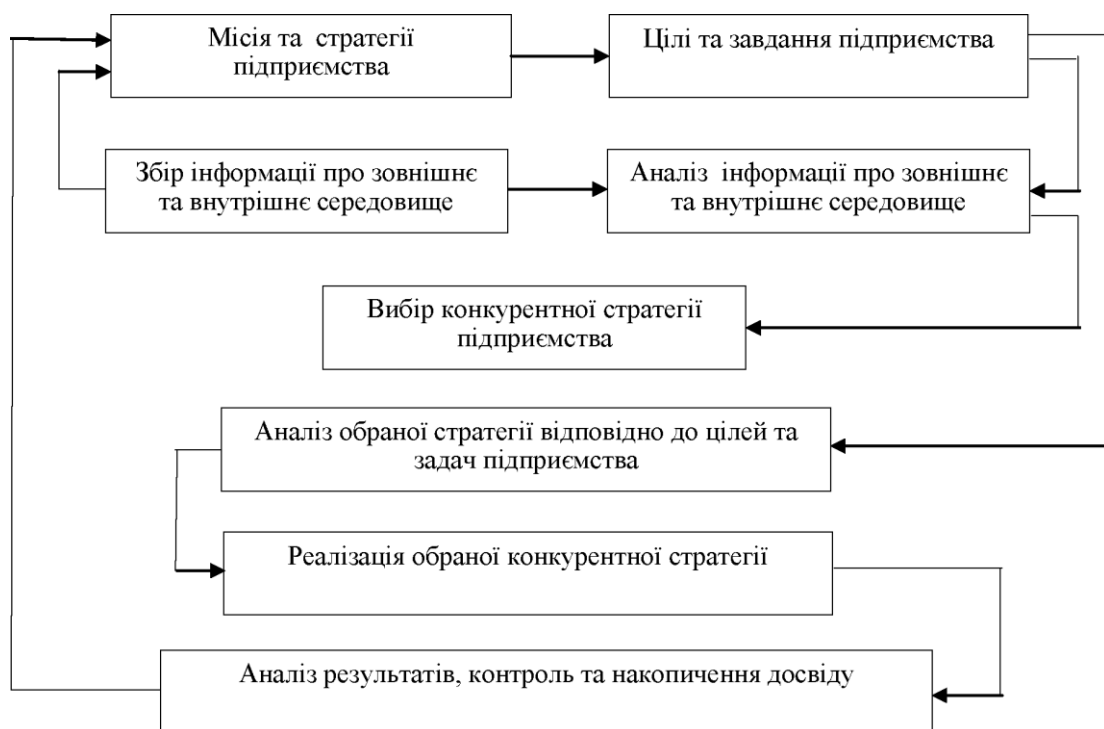 Місія та стратегії
підприємства
Цілі та завдання підприємства
Збір інформації про зовнішнє
та внутрішнє середовище
Аналіз інформації про зовнішнє
та внутрішнє середовище
Вибір конкурентної стратегії
підприємства
Аналіз обраної стратегії відповідно до цілей та
задач підприємства
Реалізація обраної конкурентної стратегії
Аналіз результатів, контроль та накопичення досвіду